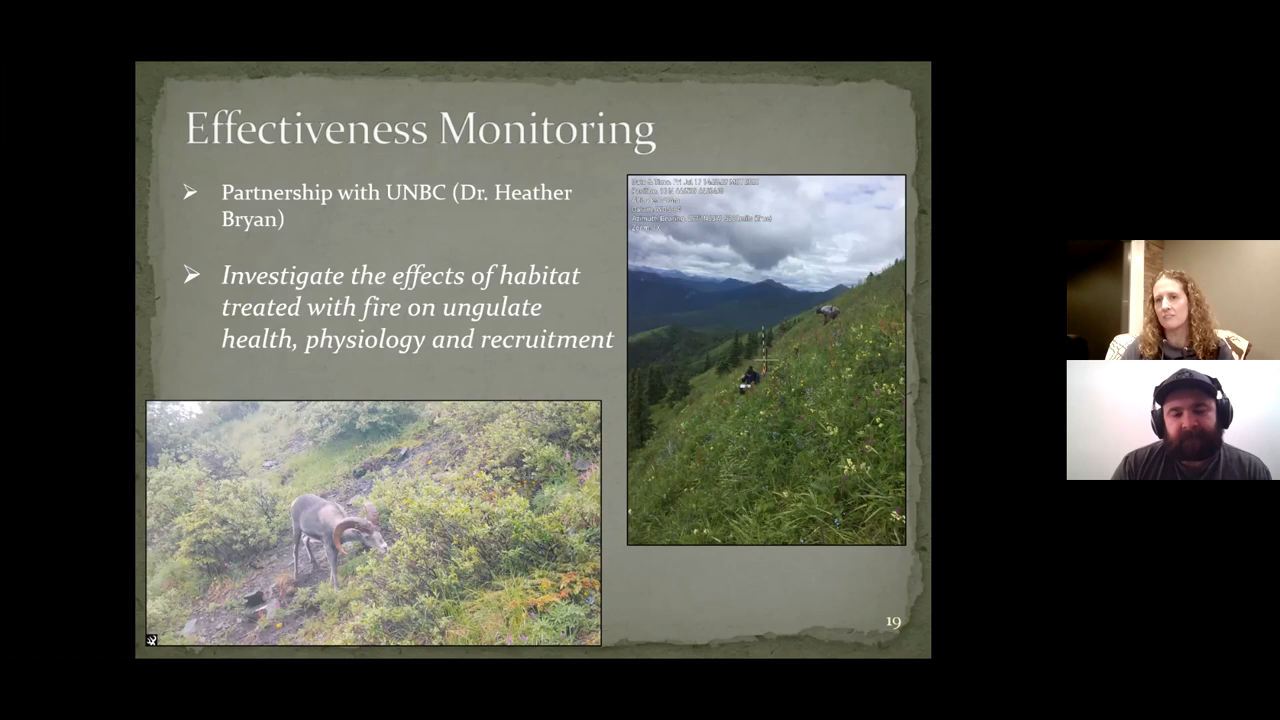 Effectiveness Monitoring
Partnership with UNBC (Dr. Heather
Bryan)
Investigate the effects of habitat
treated with fire on ungulate
health, physiology and recruitment
19